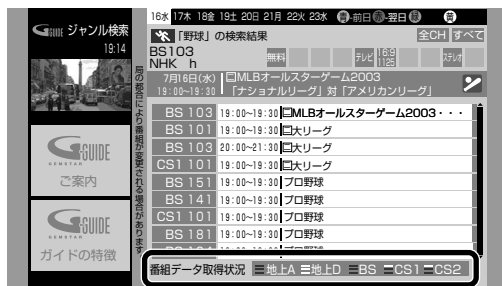 GUIDE ジャンル検索
19:14
GUIDE
GEMSTAR
ご案内
GUIDE
GEMSTAR
ガイドの特徴
局の都合により番組が変更される場合があります
16水 17木 18金 19土 20日 21月 22火 23水 青-前日 赤-翌日 緑 黄
「野球」の検索結果 全CH すべて
BS103
NHK h 無料 テレビ 16:9 1125 ステレオ
7月16日(水) MLBオールスターゲーム2003
19:00~19:30 「ナショナルリーグ」対「アメリカンリーグ」
BS 103 19:00~19:30 MLBオールスターゲーム2003・・・
BS 101 19:00~19:30 大リーグ
BS 103 20:00~21:30 大リーグ
CS1 101 19:00~19:30 大リーグ
BS 151 19:00~19:30 プロ野球
BS 141 19:00~19:30 プロ野球
CS1 101 19:00~19:30 プロ野球
BS 181 19:00~19:30 プロ野球
番組データ取得状況 地上A 地上D BS CS1 CS2